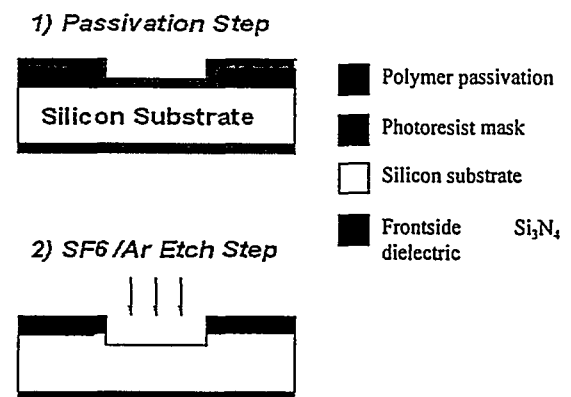 1) Passivation Step
Silicon Substrate
Polymer passivation
Photoresist mask
Silicon substrate
Frontside Si₃N₄
dielectric
2) SF6/Ar Etch Step